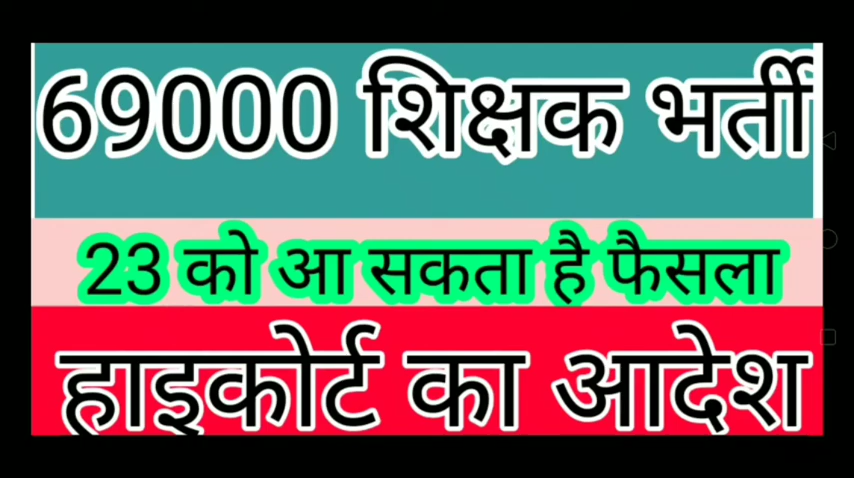 69000 शिक्षक भर्ती
23 को आ सकता है फैसला
हाइकोर्ट का आदेश